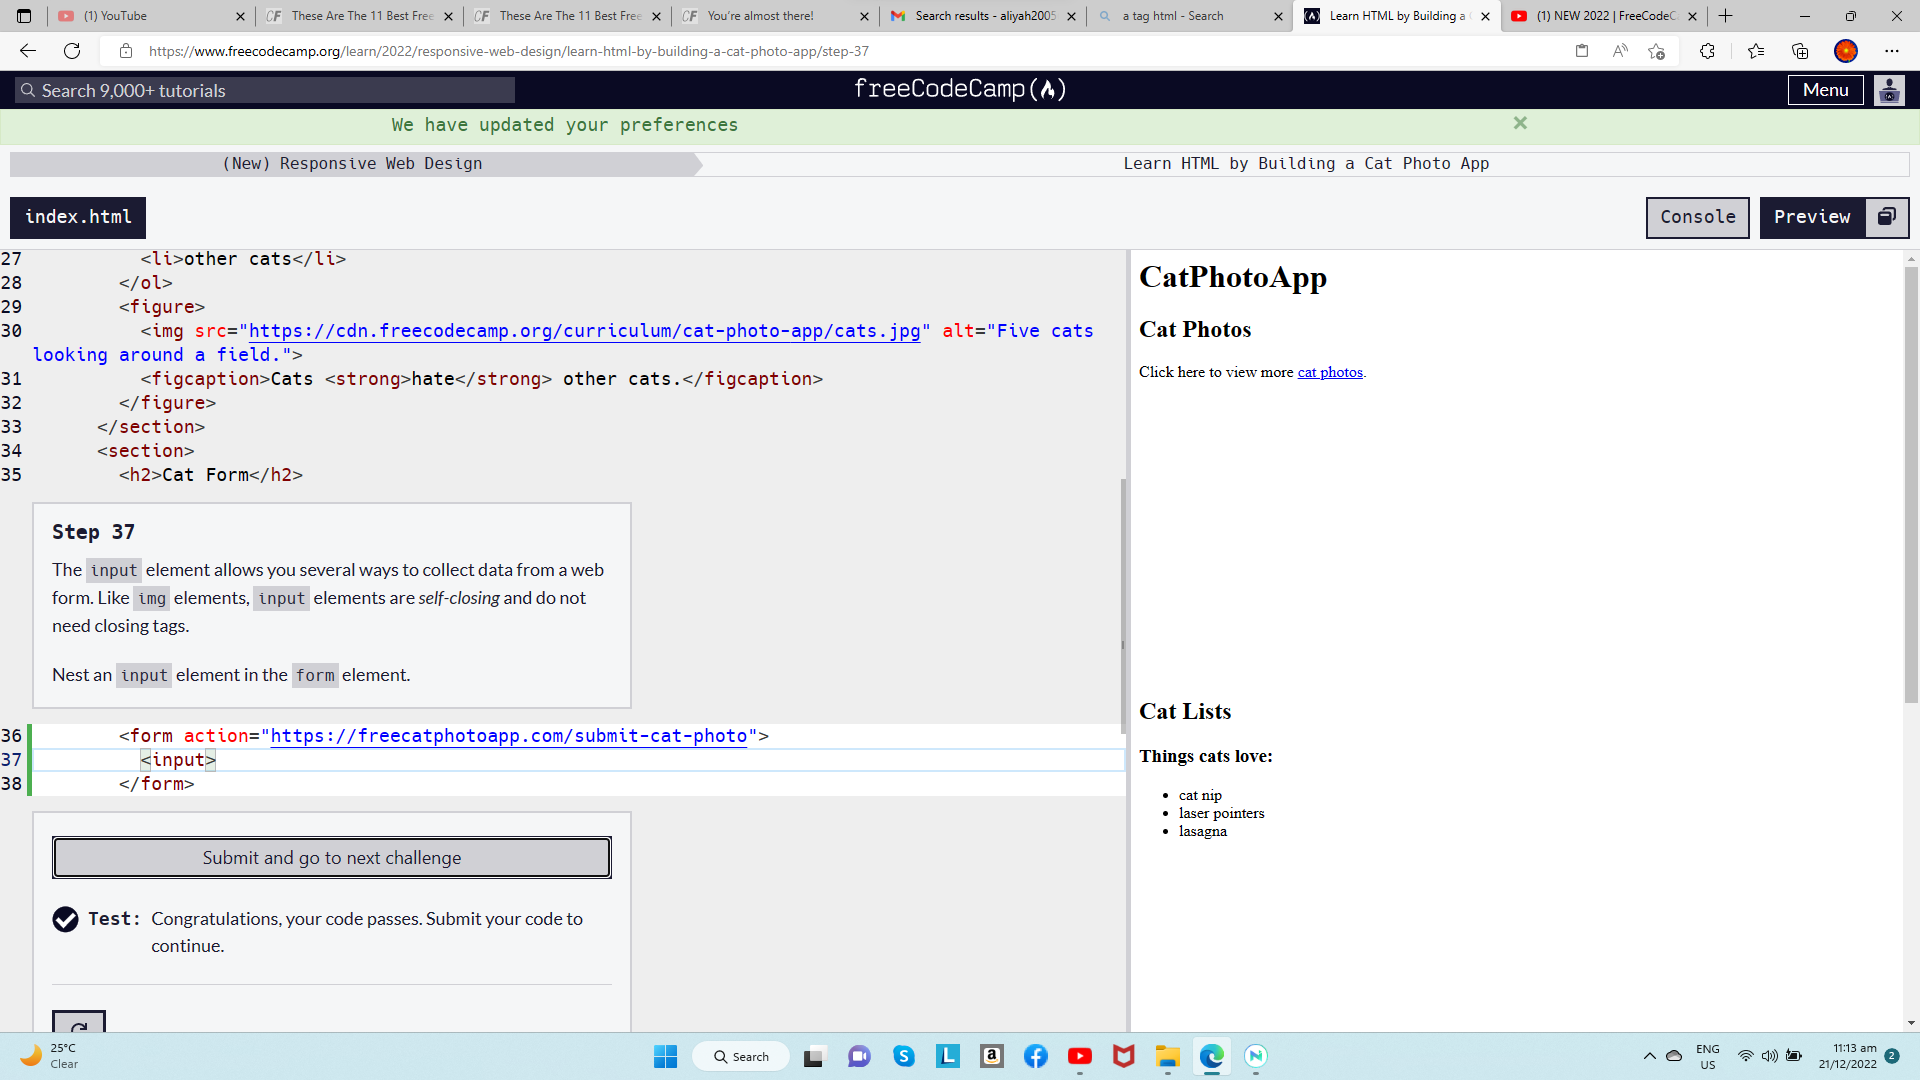 (1) YouTube
These Are The 11 Best Free
These Are The 11 Best Free
You're almost there!
Search results - aliyah2005
a tag html - Search
Learn HTML by Building a
(1) NEW 2022 | FreeCodeC
https://www.freecodecamp.org/learn/2022/responsive-web-design/learn-html-by-building-a-cat-photo-app/step-37
Search 9,000+ tutorials
freeCodeCamp
Menu
We have updated your preferences
(New) Responsive Web Design
Learn HTML by Building a Cat Photo App
index.html
Console
Preview
27 <li>other cats</li>
28 </ol>
29 <figure>
30 <img src="https://cdn.freecodecamp.org/curriculum/cat-photo-app/cats.jpg" alt="Five cats
looking around a field.">
31 <figcaption>Cats <strong>hate</strong> other cats.</figcaption>
32 </figure>
33 </section>
34 <section>
35 <h2>Cat Form</h2>
Step 37
The input element allows you several ways to collect data from a web
form. Like img elements, input elements are self-closing and do not
need closing tags.
Nest an input element in the form element.
36 <form action="https://freecatphotoapp.com/submit-cat-photo">
37 <input>
38 </form>
Submit and go to next challenge
Test: Congratulations, your code passes. Submit your code to
continue.
CatPhotoApp
Cat Photos
Click here to view more cat photos.
Cat Lists
Things cats love:
• cat nip
• laser pointers
• lasagna
25°C
Clear
Search
ENG
US
11:13 am
21/12/2022
2